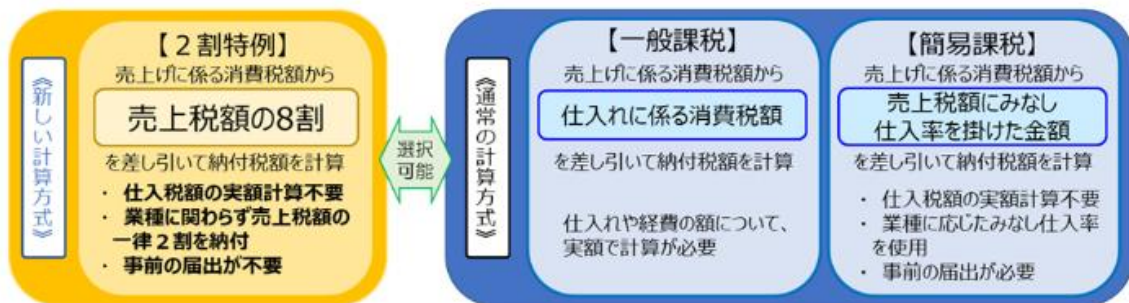 《新しい計算方式》
【２割特例】
売上げに係る消費税額から
売上税額の8割
を差し引いて納付税額を計算
・ 仕入税額の実額計算不要
・ 業種に関わらず売上税額の
一律２割を納付
・ 事前の届出が不要
選択
可能
《通常の計算方式》
【一般課税】
売上げに係る消費税額から
仕入れに係る消費税額
を差し引いて納付税額を計算
仕入れや経費の額について、
実額で計算が必要
【簡易課税】
売上げに係る消費税額から
売上税額にみなし
仕入率を掛けた金額
を差し引いて納付税額を計算
・ 仕入税額の実額計算不要
・ 業種に応じたみなし仕入率
を使用
・ 事前の届出が必要